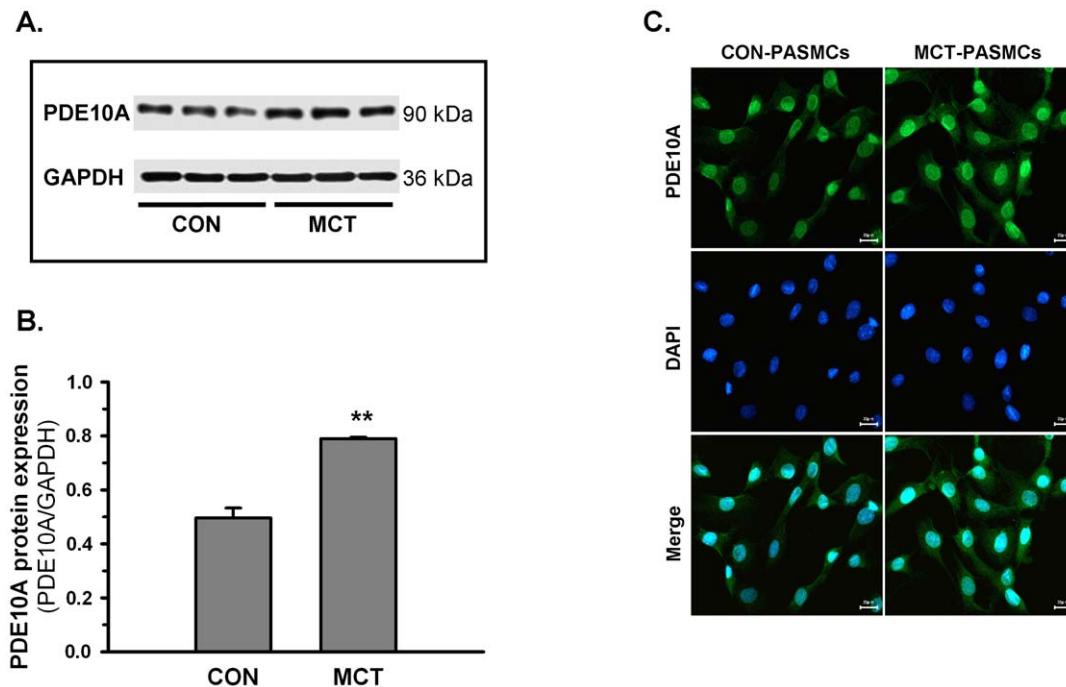 A.
PDE10A
90 kDa
GAPDH
36 kDa
CON MCT
B.
PDE10A protein expression
(PDE10A/GAPDH)
1.0
0.8
0.6
0.4
0.2
0.0
**
CON MCT
C.
CON-PASMCs MCT-PASMCs
PDE10A
DAPI
Merge